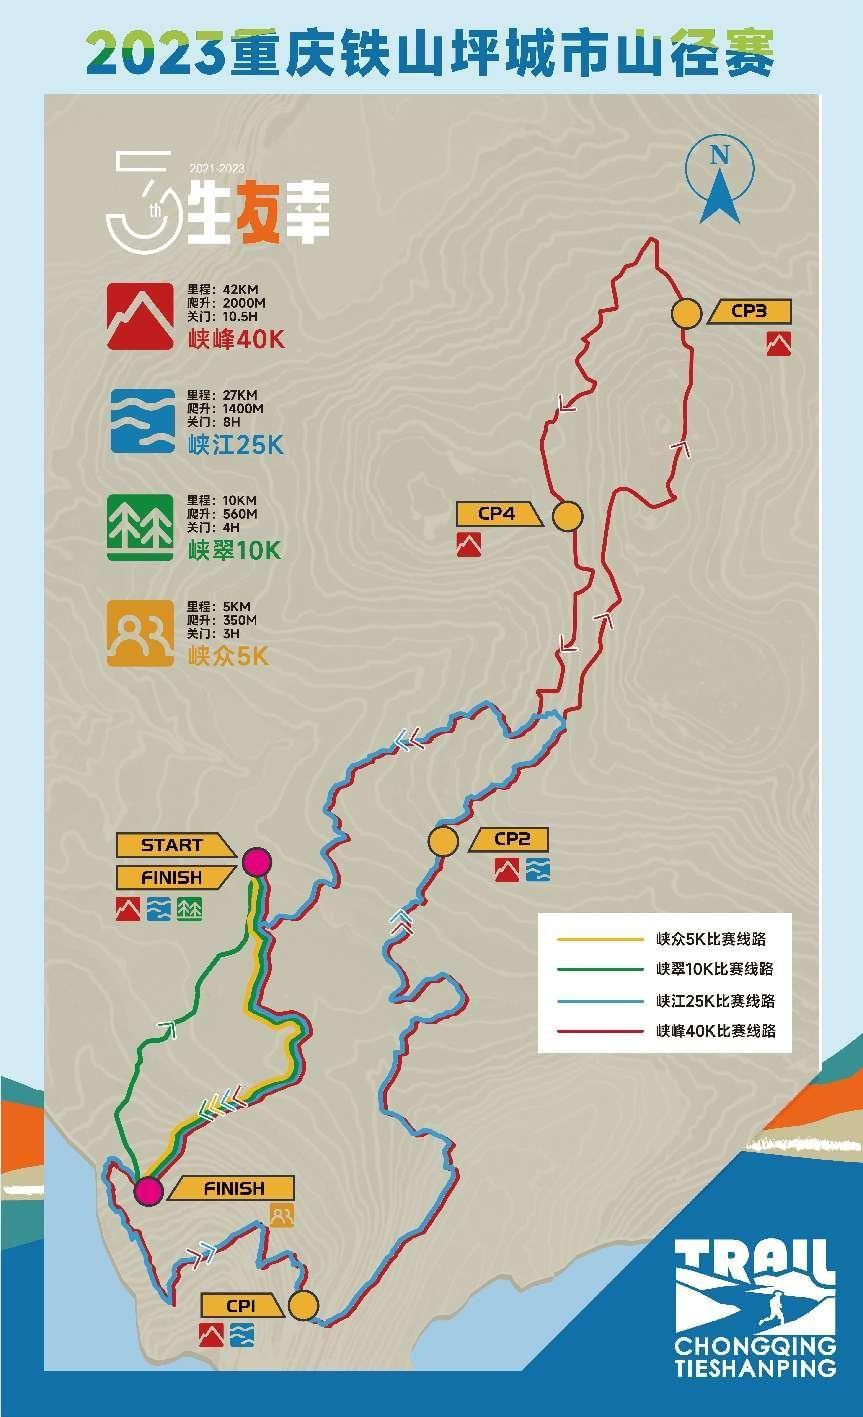 2023重庆铁山坪城市山径赛
N
2021-2023
3th生友幸
里程：42KM
爬升：2000M
关门：10.5H
峡峰40K
里程：27KM
爬升：1400M
关门：8H
峡江25K
里程：10KM
爬升：560M
关门：4H
峡翠10K
里程：5KM
爬升：350M
关门：3H
峡众5K
CP3
CP4
CP2
START
FINISH
峡众5K比赛线路
峡翠10K比赛线路
峡江25K比赛线路
峡峰40K比赛线路
FINISH
CP1
TRAIL
CHONGQING
TIESHANPING